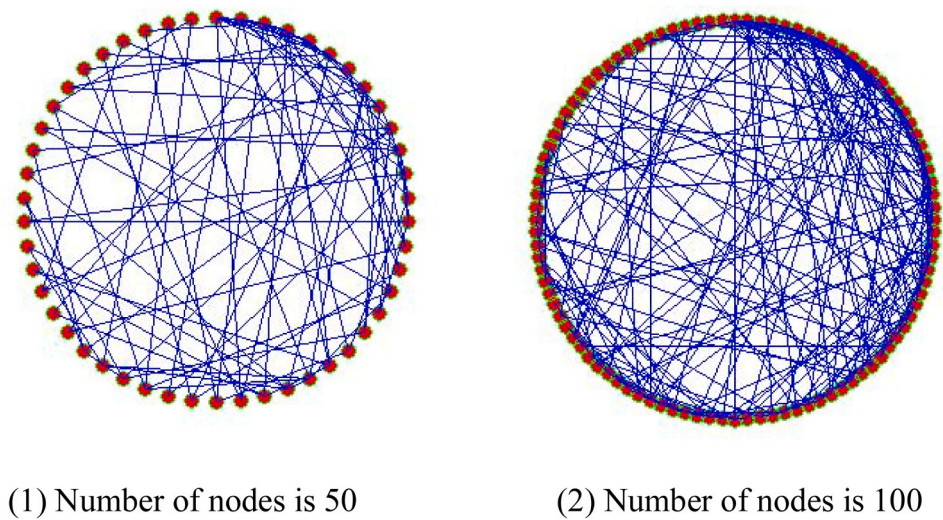 (1) Number of nodes is 50
(2) Number of nodes is 100